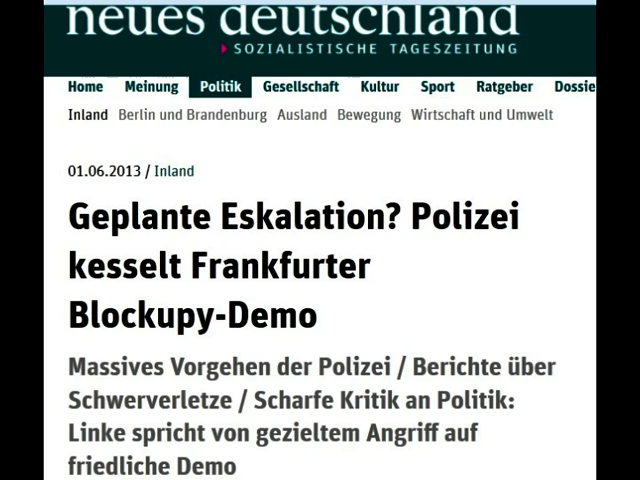 neues deutschland
SOZIALISTISCHE TAGESZEITUNG
Home Meinung Politik Gesellschaft Kultur Sport Ratgeber Dossie
Inland Berlin und Brandenburg Ausland Bewegung Wirtschaft und Umwelt
01.06.2013 / Inland
Geplante Eskalation? Polizei
kesselt Frankfurter
Blockupy-Demo
Massives Vorgehen der Polizei / Berichte über
Schwerverletze / Scharfe Kritik an Politik:
Linke spricht von gezieltem Angriff auf
friedliche Demo